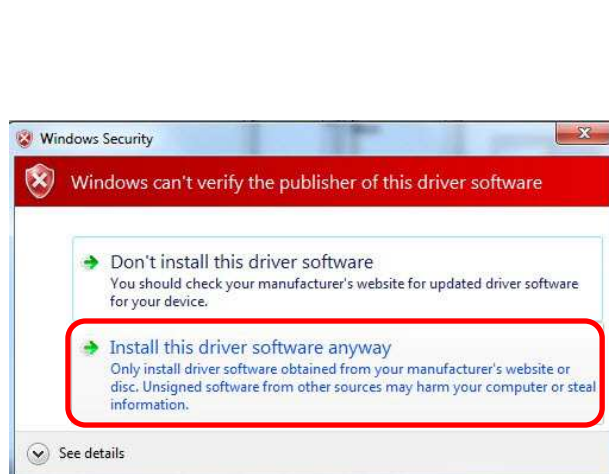 Windows Security
Windows can't verify the publisher of this driver software
Don't install this driver software
You should check your manufacturer's website for updated driver software
for your device.
Install this driver software anyway
Only install driver software obtained from your manufacturer's website or
disc. Unsigned software from other sources may harm your computer or steal
information.
See details